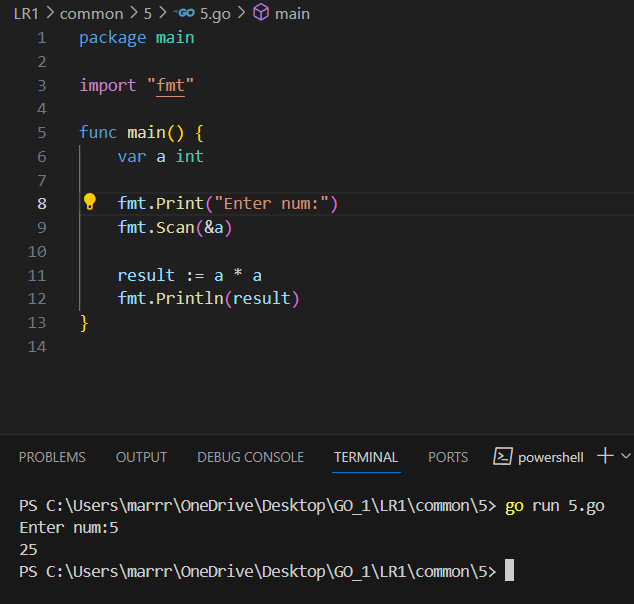 LR1 > common > 5 > GO 5.go > main
1 package main
2
3 import "fmt"
4
5 func main() {
6 var a int
7
8 fmt.Print("Enter num:")
9 fmt.Scan(&a)
10
11 result := a * a
12 fmt.Println(result)
13 }
14
PROBLEMS OUTPUT DEBUG CONSOLE TERMINAL PORTS powershell
PS C:\Users\marrr\OneDrive\Desktop\GO_1\LR1\common\5> go run 5.go
Enter num:5
25
PS C:\Users\marrr\OneDrive\Desktop\GO_1\LR1\common\5>